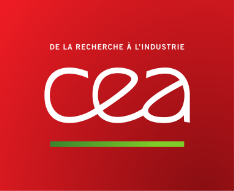 DE LA RECHERCHE À L'INDUSTRIE
cea